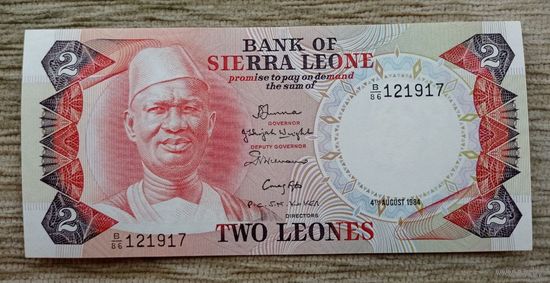 BANK OF
SIERRA LEONE
promise to pay on demand
the sum of
2
2
B/86 121917
GOVERNOR
DEPUTY GOVERNOR
DIRECTORS
4TH AUGUST 1984
B/86 121917
TWO LEONES
2
2